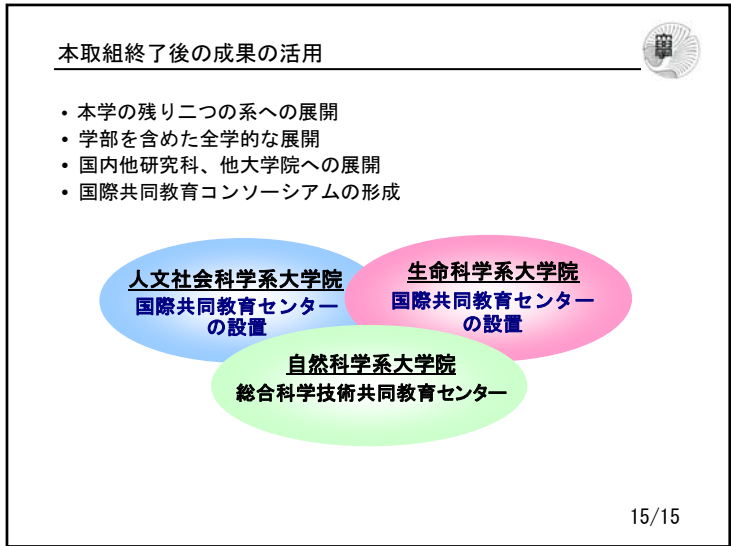 本取組終了後の成果の活用
• 本学の残り二つの系への展開
• 学部を含めた全学的な展開
• 国内他研究科、他大学院への展開
• 国際共同教育コンソーシアムの形成
人文社会科学系大学院
国際共同教育センター
の設置
生命科学系大学院
国際共同教育センター
の設置
自然科学系大学院
総合科学技術共同教育センター
15/15